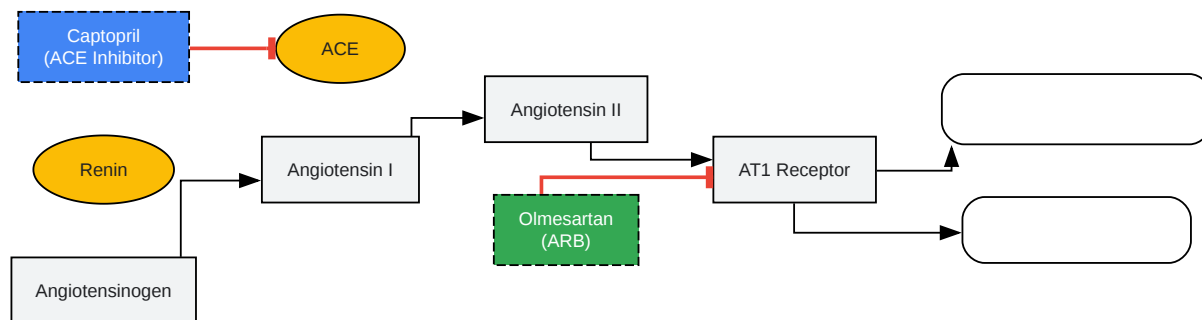 Captopril
(ACE Inhibitor)
ACE
Angiotensin II
Renin
Angiotensin I
AT1 Receptor
Olmesartan
(ARB)
Angiotensinogen